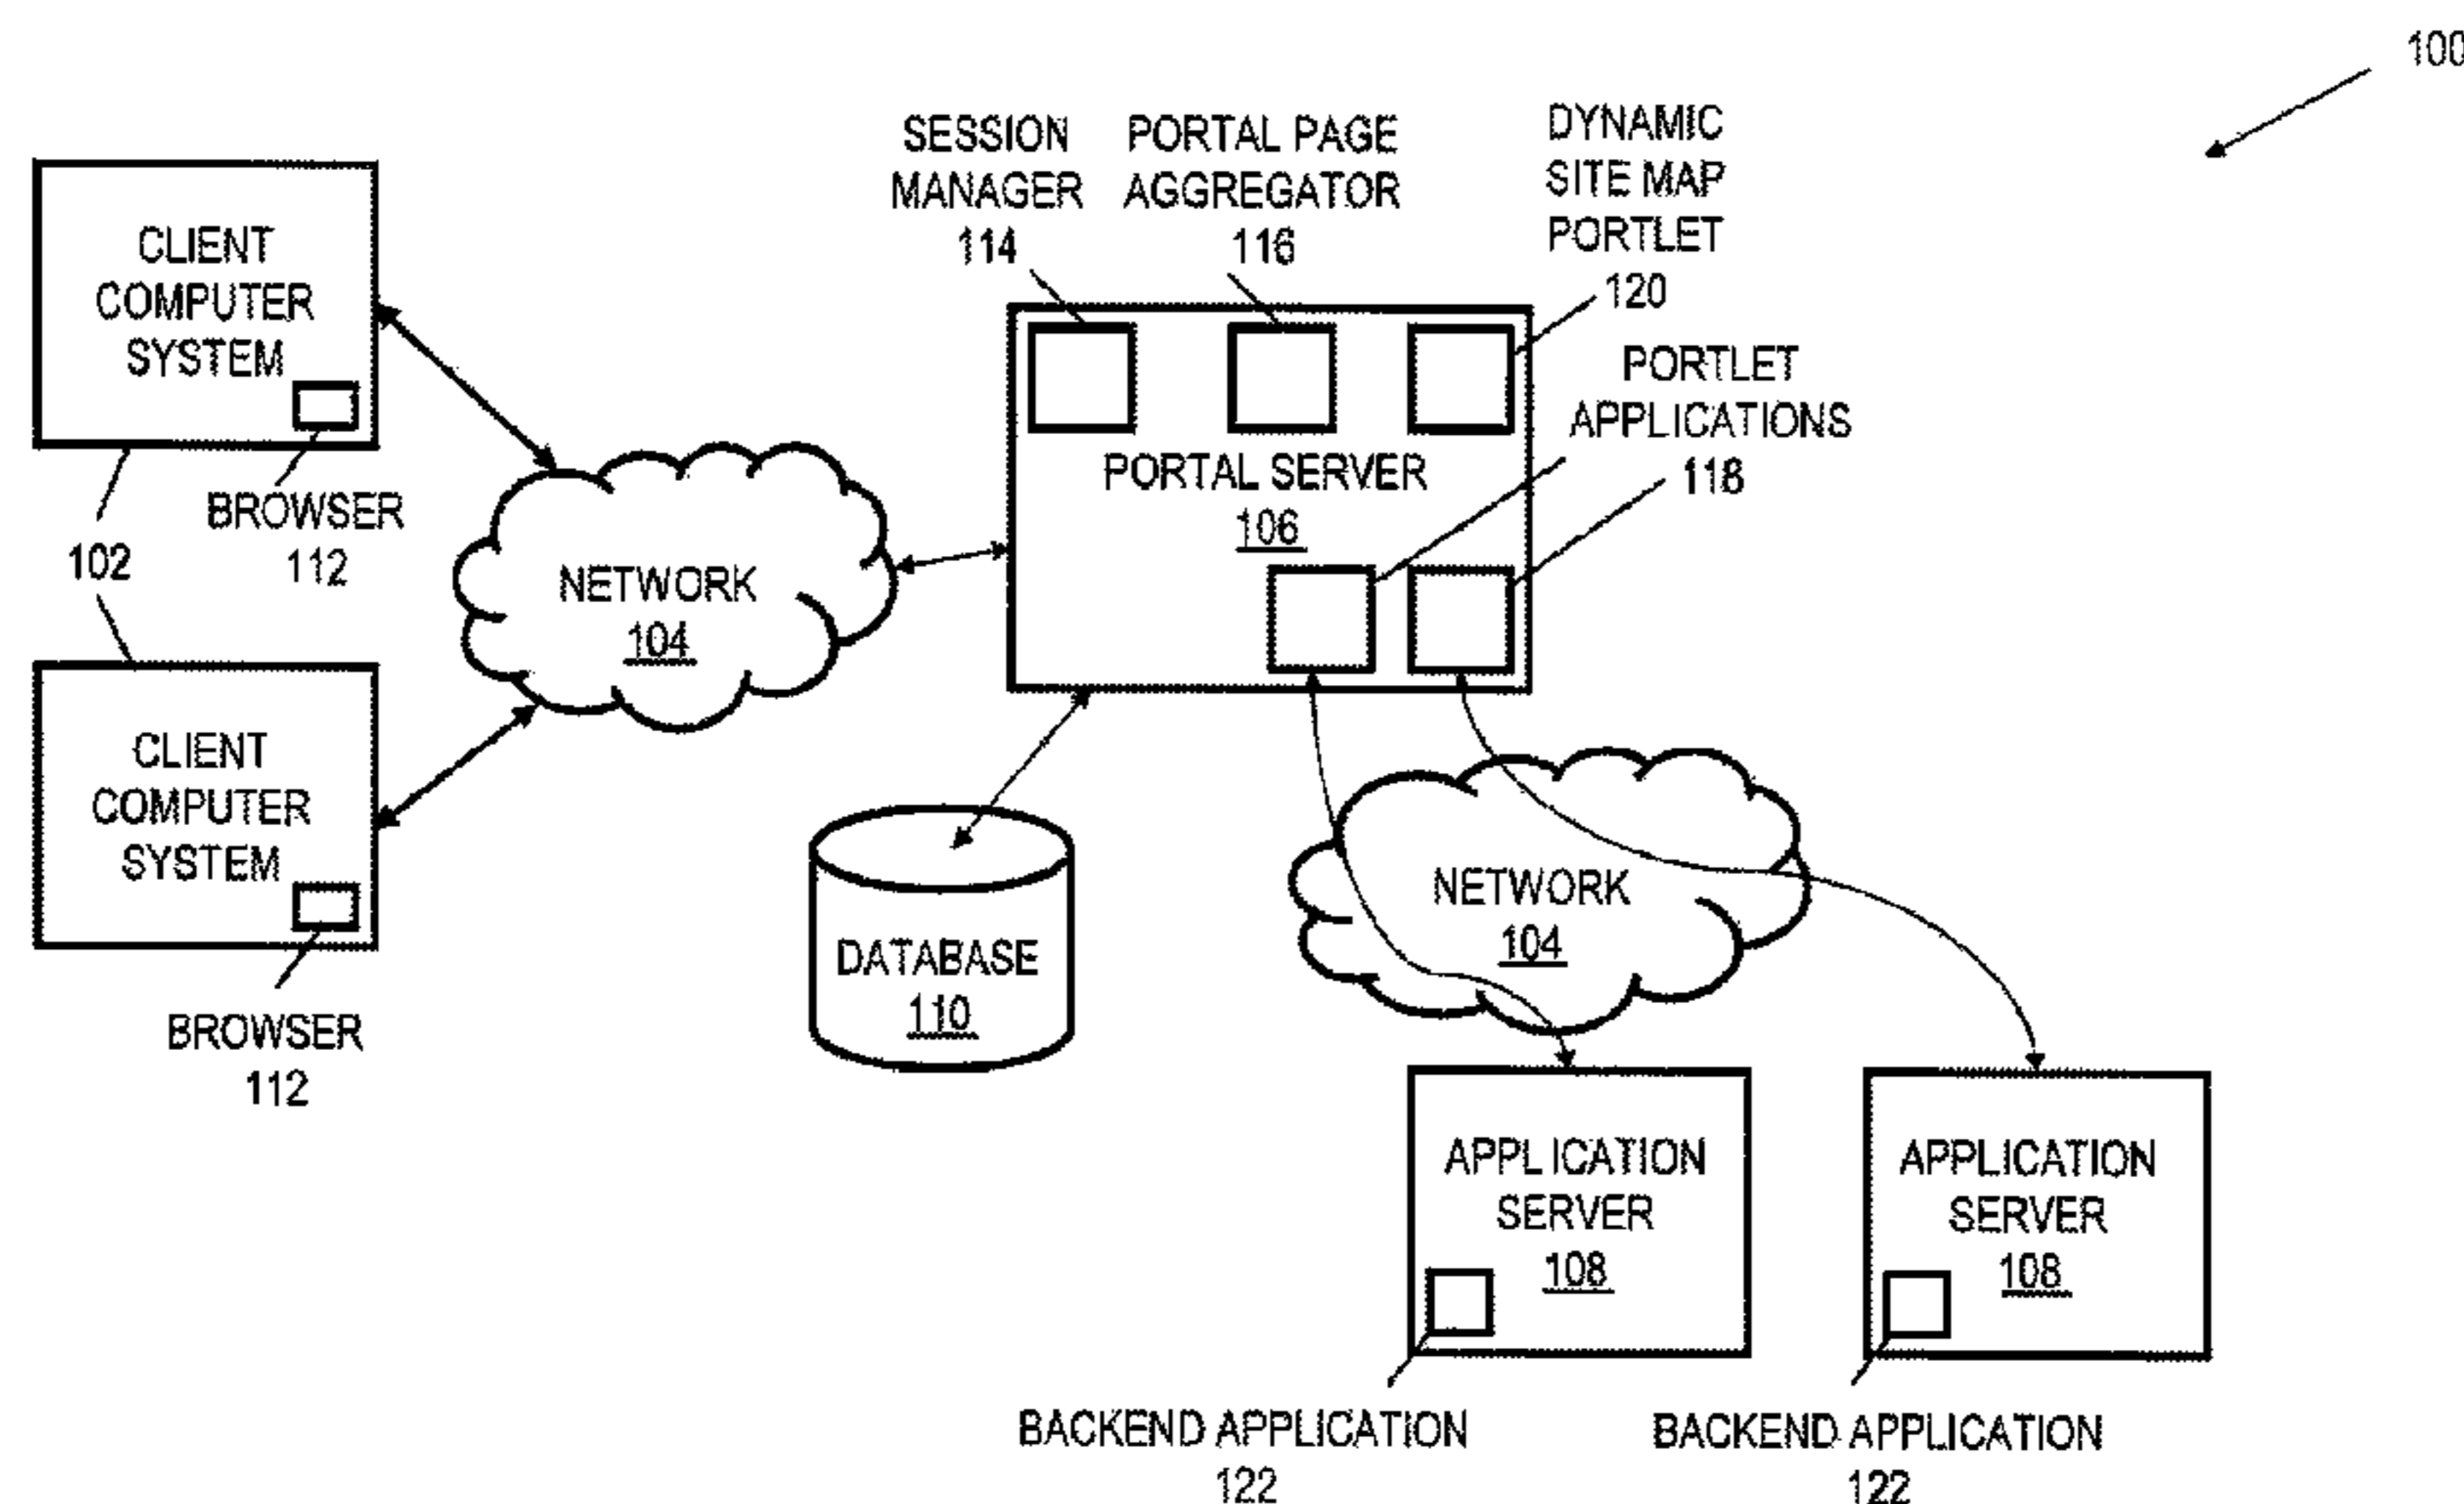 100
SESSION
MANAGER
114
PORTAL PAGE
AGGREGATOR
116
DYNAMIC
SITE MAP
PORTLET
120
PORTLET
APPLICATIONS
118
CLIENT
COMPUTER
SYSTEM
BROWSER
112
102
NETWORK
104
PORTAL SERVER
106
CLIENT
COMPUTER
SYSTEM
BROWSER
112
DATABASE
110
NETWORK
104
APPLICATION
SERVER
108
APPLICATION
SERVER
108
BACKEND APPLICATION
122
BACKEND APPLICATION
122